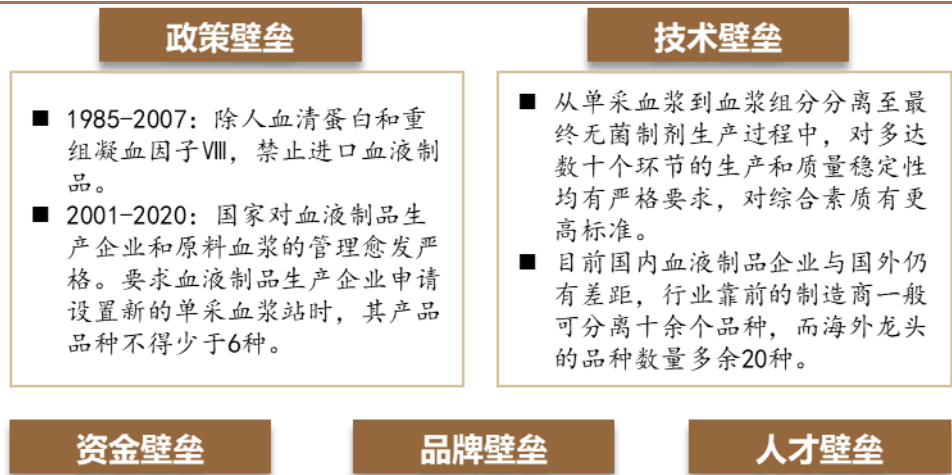 政策壁垒
■ 1985-2007：除人血清蛋白和重
组凝血因子Ⅷ，禁止进口血液制
品。
■ 2001-2020：国家对血液制品生
产企业和原料血浆的管理愈发严
格。要求血液制品生产企业申请
设置新的单采血浆站时，其产品
品种不得少于6种。
技术壁垒
■ 从单采血浆到血浆组分分离至最
终无菌制剂生产过程中，对多达
数十个环节的生产和质量稳定性
均有严格要求，对综合素质有更
高标准。
■ 目前国内血液制品企业与国外仍
有差距，行业靠前的制造商一般
可分离十余个品种，而海外龙头
的品种数量多余20种。
资金壁垒
品牌壁垒
人才壁垒